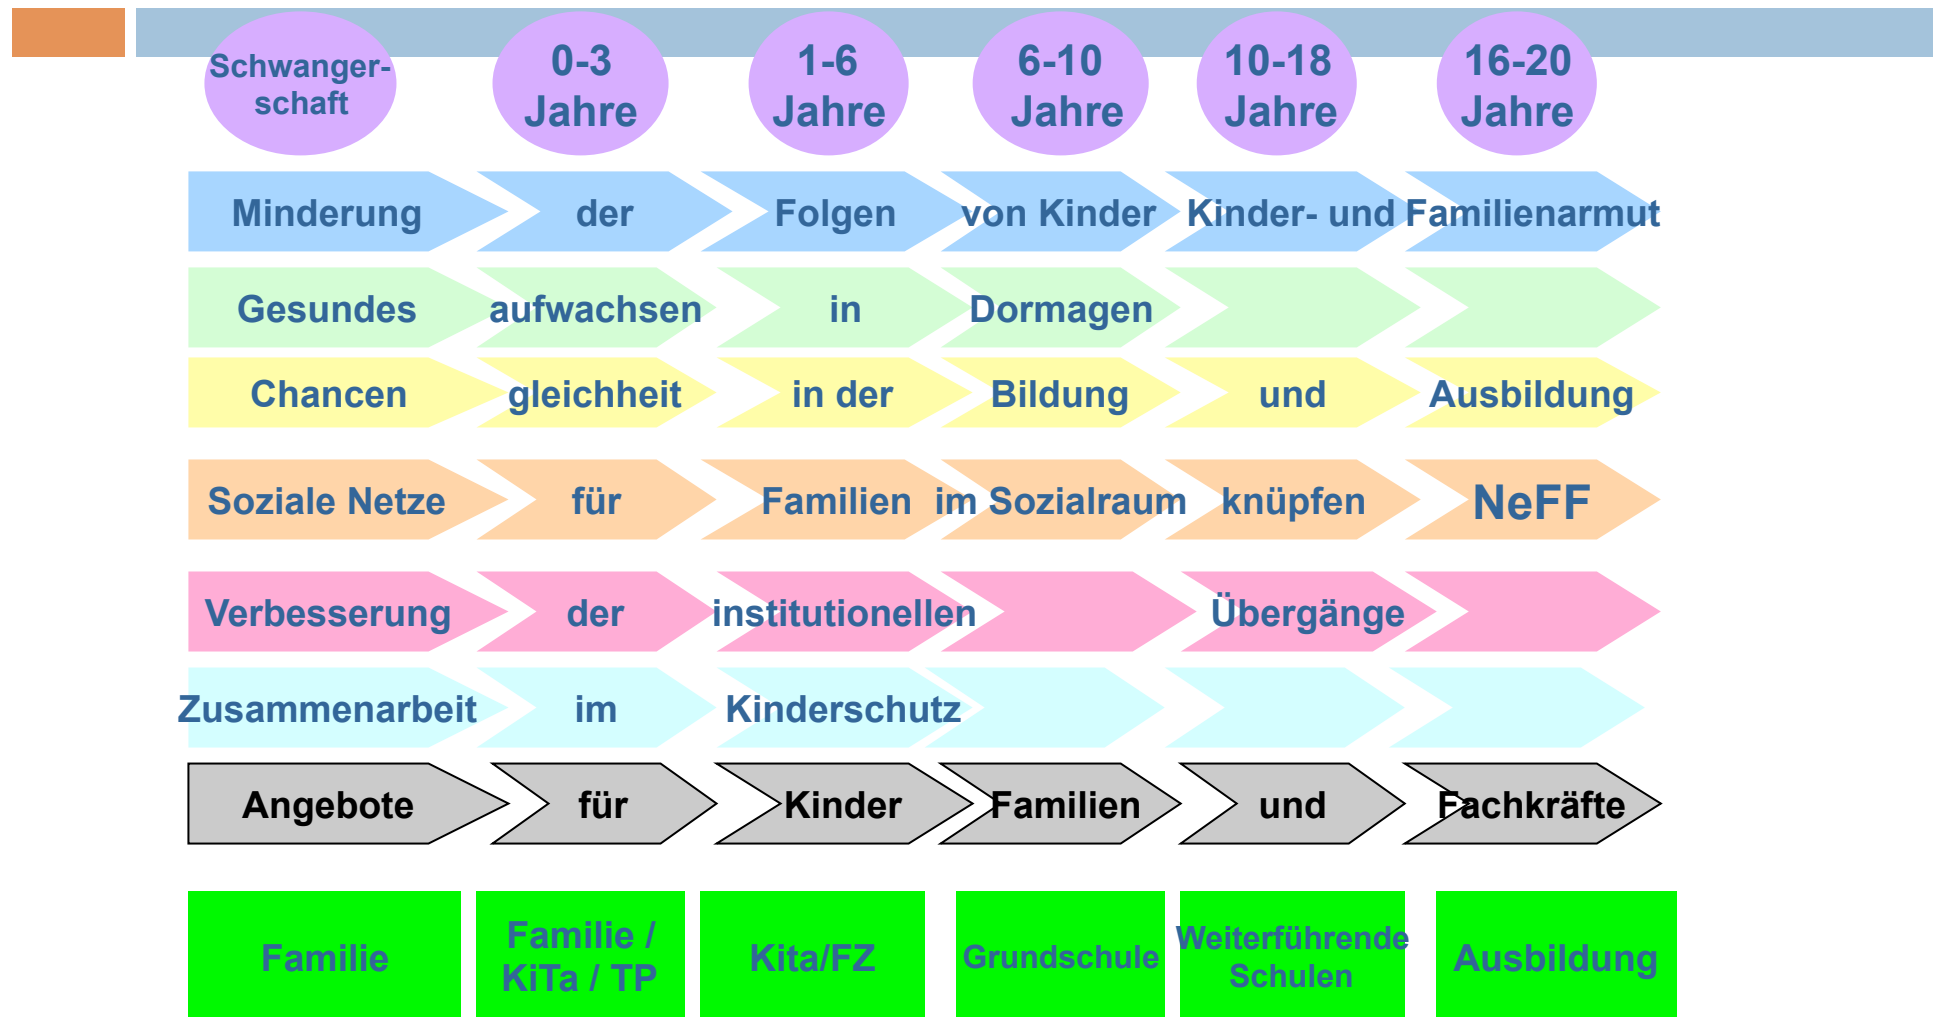 Schwanger-
schaft
0-3
Jahre
1-6
Jahre
6-10
Jahre
10-18
Jahre
16-20
Jahre
Minderung der Folgen von Kinder Kinder- und Familienarmut
Gesundes aufwachsen in Dormagen
Chancen gleichheit in der Bildung und Ausbildung
Soziale Netze für Familien im Sozialraum knüpfen NeFF
Verbesserung der institutionellen Übergänge
Zusammenarbeit im Kinderschutz
Angebote für Kinder Familien und Fachkräfte
Familie
Familie /
KiTa / TP
Kita/FZ
Grundschule
Weiterführende
Schulen
Ausbildung